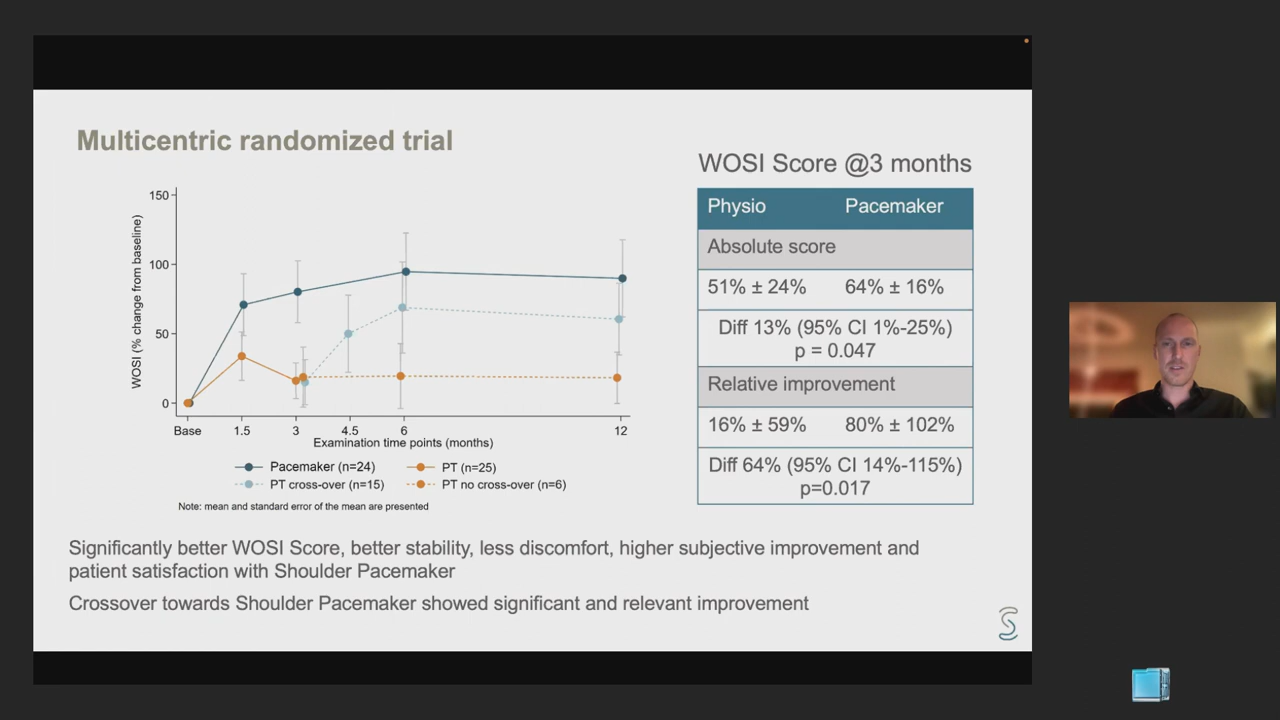 Multicentric randomized trial
WOSI (% change from baseline)
150
100
50
0
Base
1.5
3
4.5
6
12
Examination time points (months)
Pacemaker (n=24)
PT (n=25)
PT cross-over (n=15)
PT no cross-over (n=6)
Note: mean and standard error of the mean are presented
WOSI Score @3 months
Physio Pacemaker
Absolute score
51% ± 24% 64% ± 16%
Diff 13% (95% CI 1%-25%)
p = 0.047
Relative improvement
16% ± 59% 80% ± 102%
Diff 64% (95% CI 14%-115%)
p=0.017
Significantly better WOSI Score, better stability, less discomfort, higher subjective improvement and
patient satisfaction with Shoulder Pacemaker
Crossover towards Shoulder Pacemaker showed significant and relevant improvement